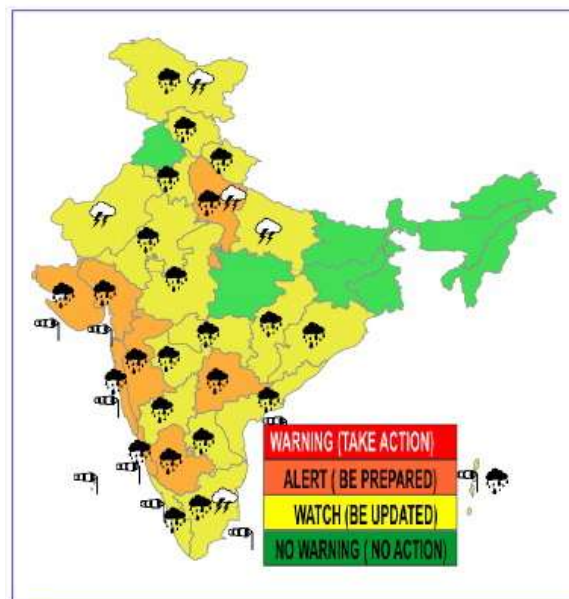 WARNING (TAKE ACTION)
ALERT ( BE PREPARED)
WATCH (BE UPDATED)
NO WARNING ( NO ACTION)